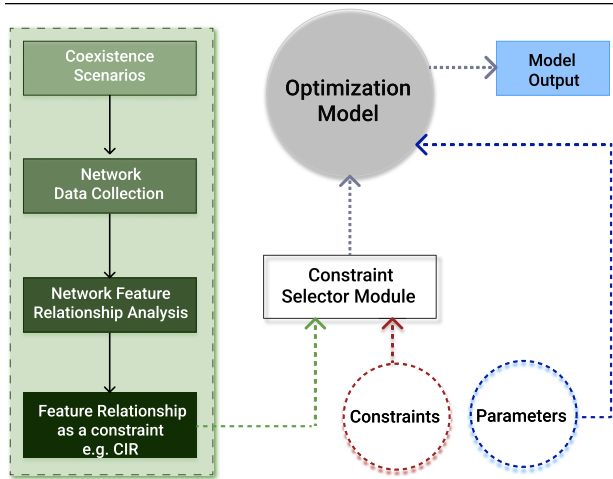 Coexistence
Scenarios
Network
Data Collection
Network Feature
Relationship Analysis
Feature Relationship
as a constraint
e.g. CIR
Optimization
Model
Model
Output
Constraint
Selector Module
Constraints
Parameters